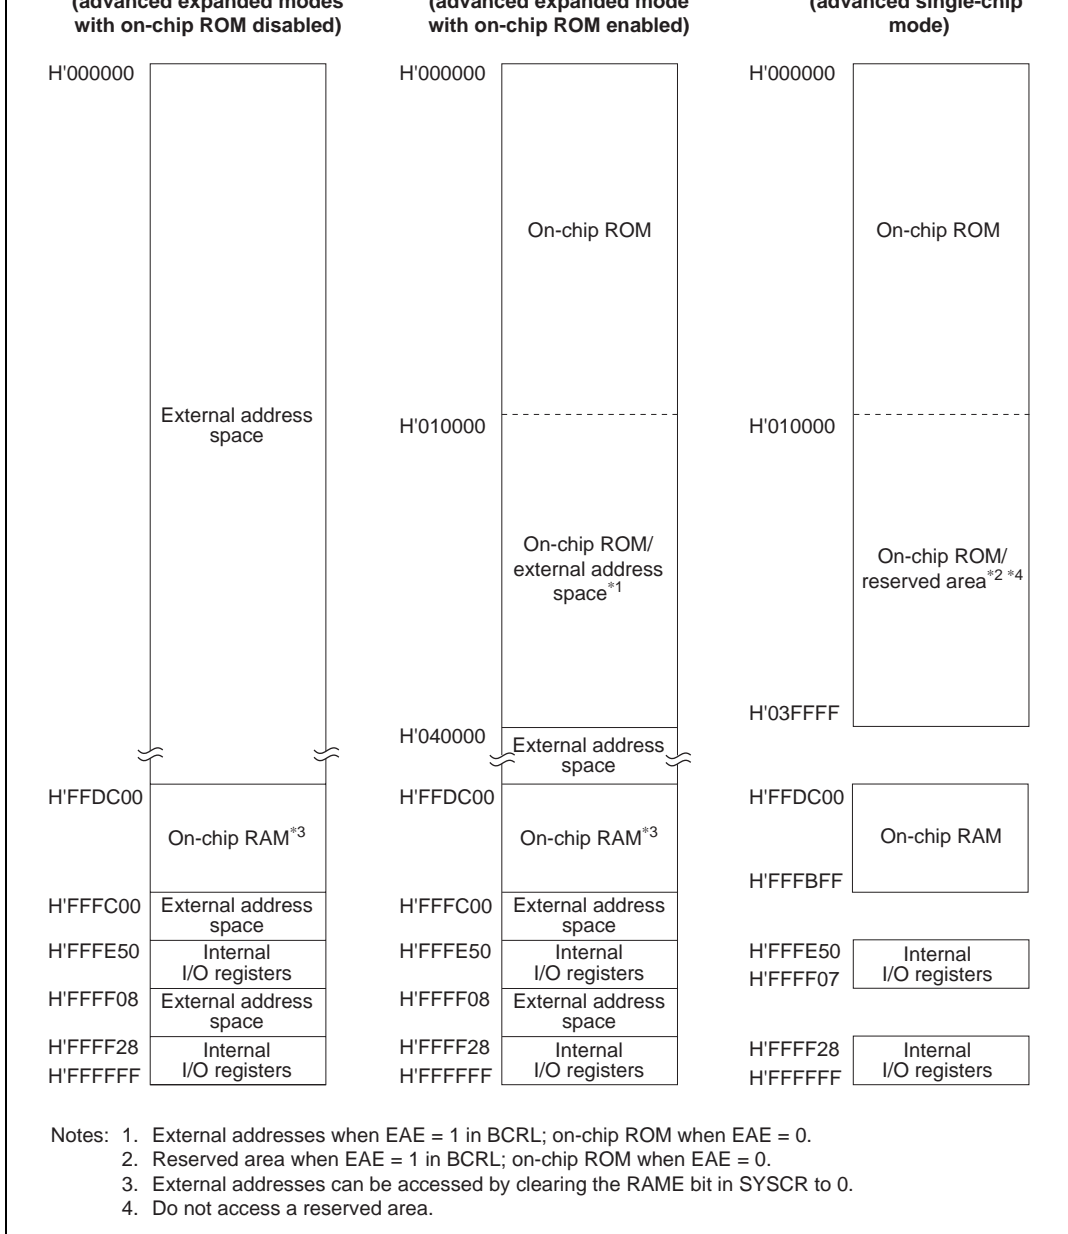 (advanced expanded modes
with on-chip ROM disabled)
H'000000
External address
space
H'FFDC00
On-chip RAM*3
H'FFFC00
External address
space
H'FFFE50
Internal
I/O registers
H'FFFF08
External address
space
H'FFFF28
Internal
I/O registers
H'FFFFFF
(advanced expanded mode
with on-chip ROM enabled)
H'000000
On-chip ROM
H'010000
On-chip ROM/
external address
space*1
H'040000
External address
space
H'FFDC00
On-chip RAM*3
H'FFFC00
External address
space
H'FFFE50
Internal
I/O registers
H'FFFF08
External address
space
H'FFFF28
Internal
I/O registers
H'FFFFFF
(advanced single-chip
mode)
H'000000
On-chip ROM
H'010000
On-chip ROM/
reserved area*2 *4
H'03FFFF
H'FFDC00
On-chip RAM
H'FFFBFF
H'FFFE50
Internal
I/O registers
H'FFFF07
H'FFFF28
Internal
I/O registers
H'FFFFFF
Notes: 1. External addresses when EAE = 1 in BCRL; on-chip ROM when EAE = 0.
2. Reserved area when EAE = 1 in BCRL; on-chip ROM when EAE = 0.
3. External addresses can be accessed by clearing the RAME bit in SYSCR to 0.
4. Do not access a reserved area.